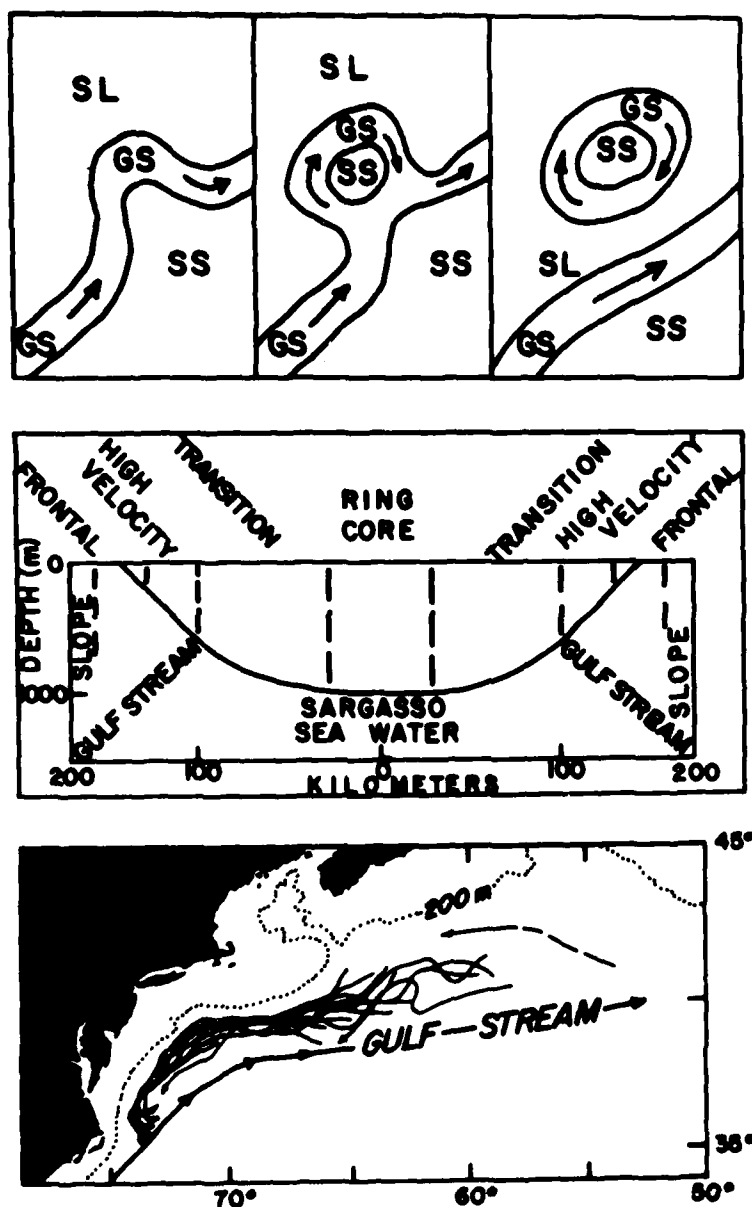 SL
GS
SS
GS
SL
GS
SS
SS
GS
GS
SS
SL
SS
GS
FRONTAL
HIGH VELOCITY
TRANSITION
RING
CORE
TRANSITION
HIGH VELOCITY
FRONTAL
DEPTH (m)
0
000
SLOPE
GULF STREAM
SARGASSO
SEA WATER
GULF STREAM
SLOPE
200
100
0
100
200
KILOMETERS
45°
200 m
GULF — STREAM
35°
70°
60°
50°